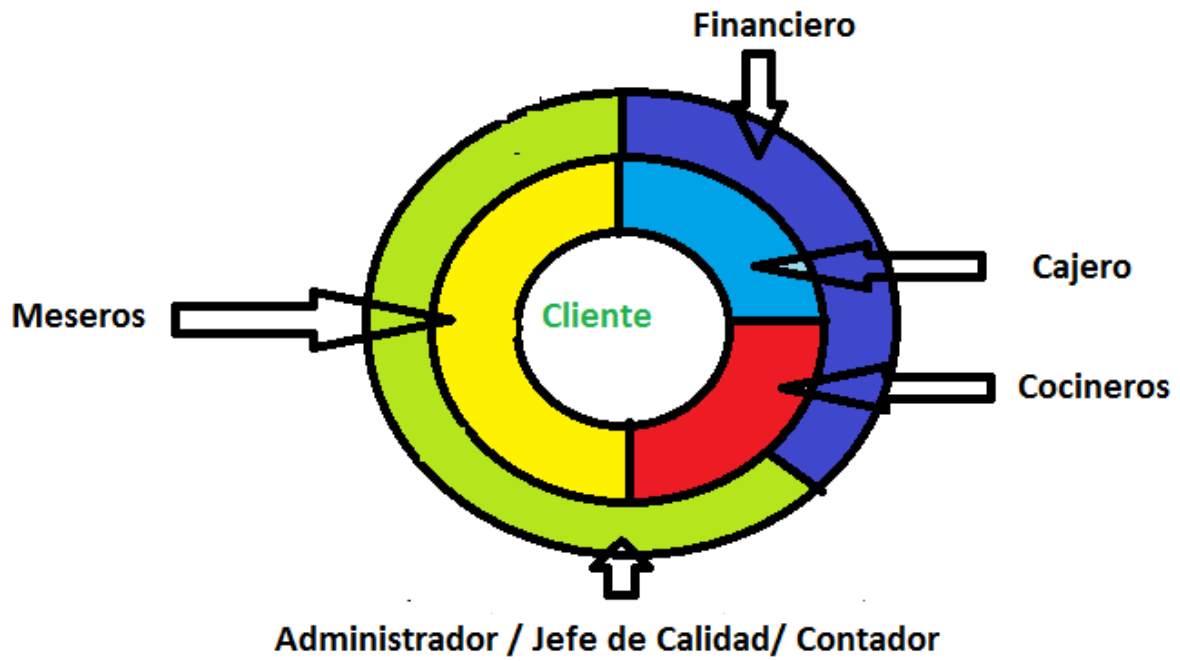 Financiero
Cajero
Meseros
Cliente
Cocineros
Administrador / Jefe de Calidad/ Contador